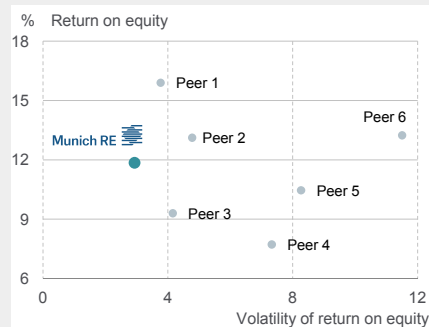 % Return on equity
18
Peer 1
15
Peer 6
Munich RE
Peer 2
12
Peer 5
Peer 3
9
Peer 4
6
0 4 8 12
Volatility of return on equity